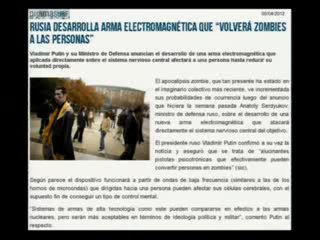 06/04/2012
RUSIA DESARROLLA ARMA ELECTROMAGNÉTICA QUE "VOLVERÁ ZOMBIES
A LAS PERSONAS"
Vladimir Putin y su Ministro de Defensa anuncian el desarrollo de una arma electromagnética que
aplicada directamente sobre el sistema nervioso central afectará a una persona hasta reducir su
voluntad propia.
El apocalipsis zombie, que tan presente ha estado en
el imaginario colectivo más reciente, ve incrementada
sus probabilidades de ocurrencia luego del anuncio
que hiciera la semana pasada Anatoly Serdyukov,
ministro de defensa ruso, sobre el desarrollo de una
nueva arma electromagnética que atacará
directamente el sistema nervioso central del objetivo.
El presidente ruso Vladimir Putin confirmó a su vez la
noticia y aseguró que se trata de "alucinantes
pistolas psicotrónicas que efectivamente pueden
convertir personas en zombies" (sic).
Según parece el dispositivo funcionará a partir de ondas de baja frecuencia (similares a las de
los hornos de microondas) que dirigidas hacia una persona pueden afectar sus células cerebrales, con el
supuesto fin de conseguir un tipo de control mental.
"Sistemas de armas de alta tecnología como este pueden compararse en efectos a las armas
nucleares, pero serán más aceptables en términos de ideología política y militar", comentó Putin al
respecto.